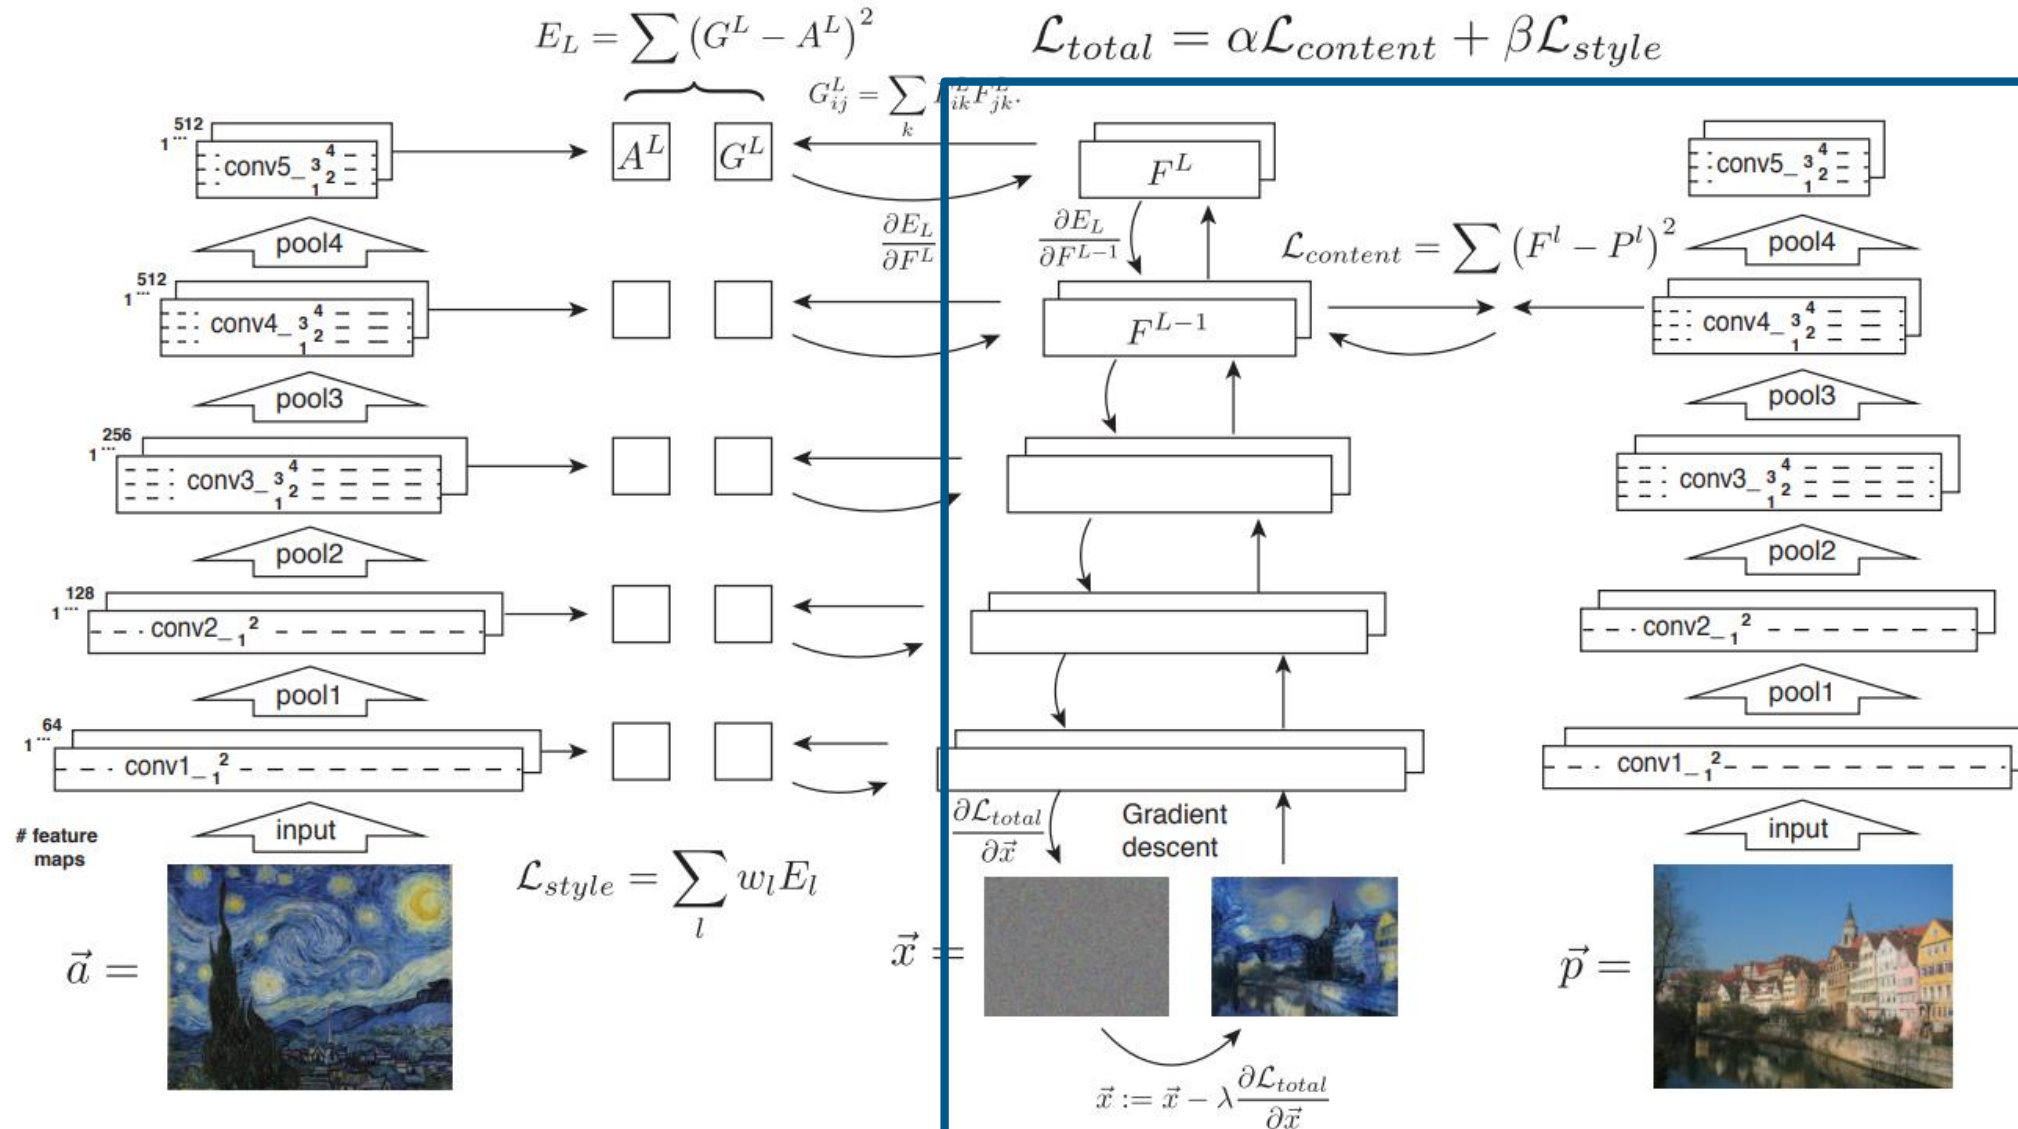 E_L = ∑ (G^L − A^L)^2
𝓛_total = α𝓛_content + β𝓛_style
G^L_ij = ∑_k F^L_ik F^L_jk.
1 ... 512
conv5_ 1 2 3 4
A^L
G^L
F^L
conv5_ 1 2 3 4
∂E_L / ∂F^L
∂E_L / ∂F^{L−1}
𝓛_content = ∑ (F^l − P^l)^2
pool4
pool4
1 ... 512
conv4_ 1 2 3 4
F^{L−1}
conv4_ 1 2 3 4
pool3
pool3
1 ... 256
conv3_ 1 2 3 4
conv3_ 1 2 3 4
pool2
pool2
1 ... 128
conv2_ 1 2
conv2_ 1 2
pool1
pool1
1 ... 64
conv1_ 1 2
conv1_ 1 2
# feature
maps
input
∂𝓛_total / ∂x⃗
Gradient
descent
input
𝓛_style = ∑_l w_l E_l
a⃗ =
x⃗ =
p⃗ =
x⃗ := x⃗ − λ ∂𝓛_total / ∂x⃗